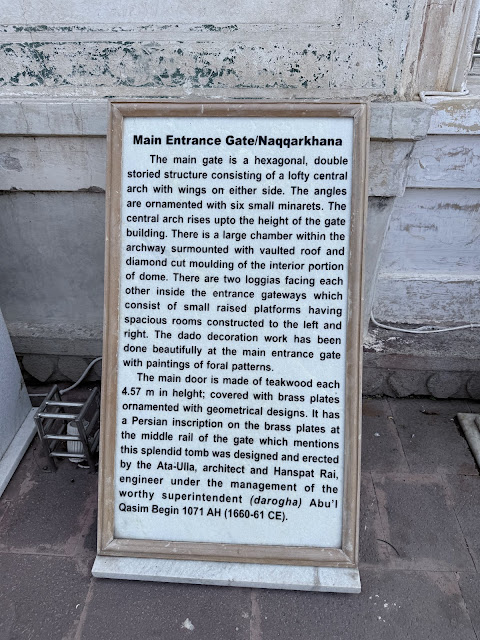 Main Entrance Gate/Naqqarkhana
The main gate is a hexagonal, double
storied structure consisting of a lofty central
arch with wings on either side. The angles
are ornamented with six small minarets. The
central arch rises upto the height of the gate
building. There is a large chamber within the
archway surmounted with vaulted roof and
diamond cut moulding of the interior portion
of dome. There are two loggias facing each
other inside the entrance gateways which
consist of small raised platforms having
spacious rooms constructed to the left and
right. The dado decoration work has been
done beautifully at the main entrance gate
with paintings of foral patterns.
The main door is made of teakwood each
4.57 m in helght; covered with brass plates
ornamented with geometrical designs. It has
a Persian inscription on the brass plates at
the middle rail of the gate which mentions
this splendid tomb was designed and erected
by the Ata-Ulla, architect and Hanspat Rai,
engineer under the management of the
worthy superintendent (darogha) Abu'l
Qasim Begin 1071 AH (1660-61 CE).